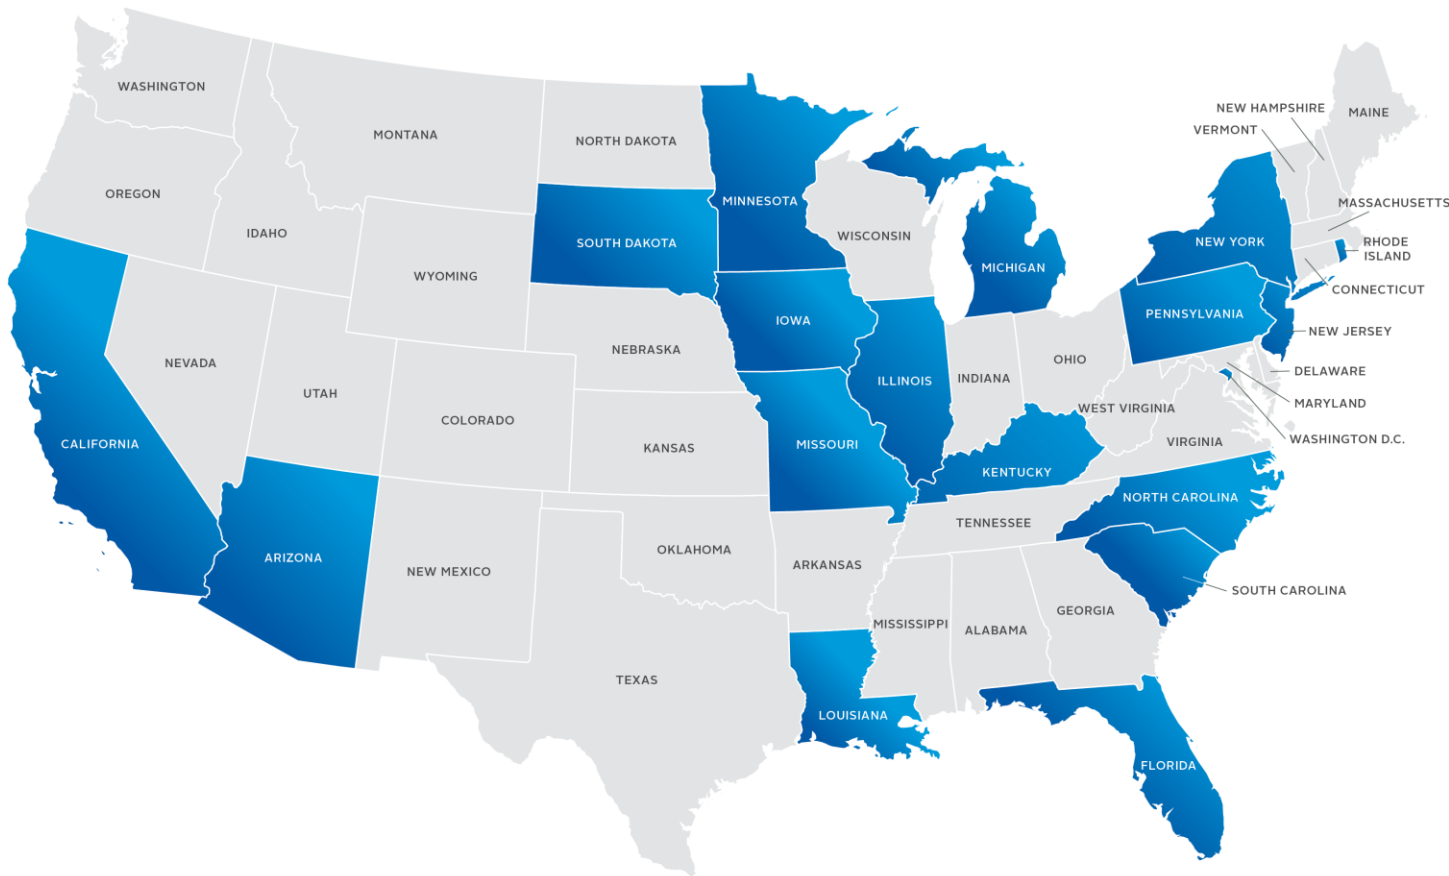 WASHINGTON
MONTANA
NORTH DAKOTA
MINNESOTA
NEW HAMPSHIRE
VERMONT
MAINE
OREGON
IDAHO
SOUTH DAKOTA
WISCONSIN
MICHIGAN
NEW YORK
MASSACHUSETTS
RHODE
ISLAND
CONNECTICUT
WYOMING
IOWA
PENNSYLVANIA
NEW JERSEY
NEVADA
UTAH
NEBRASKA
ILLINOIS
INDIANA
OHIO
DELAWARE
MARYLAND
WEST VIRGINIA
WASHINGTON D.C.
VIRGINIA
CALIFORNIA
COLORADO
KANSAS
MISSOURI
KENTUCKY
NORTH CAROLINA
TENNESSEE
ARIZONA
NEW MEXICO
OKLAHOMA
ARKANSAS
SOUTH CAROLINA
MISSISSIPPI
ALABAMA
GEORGIA
TEXAS
LOUISIANA
FLORIDA